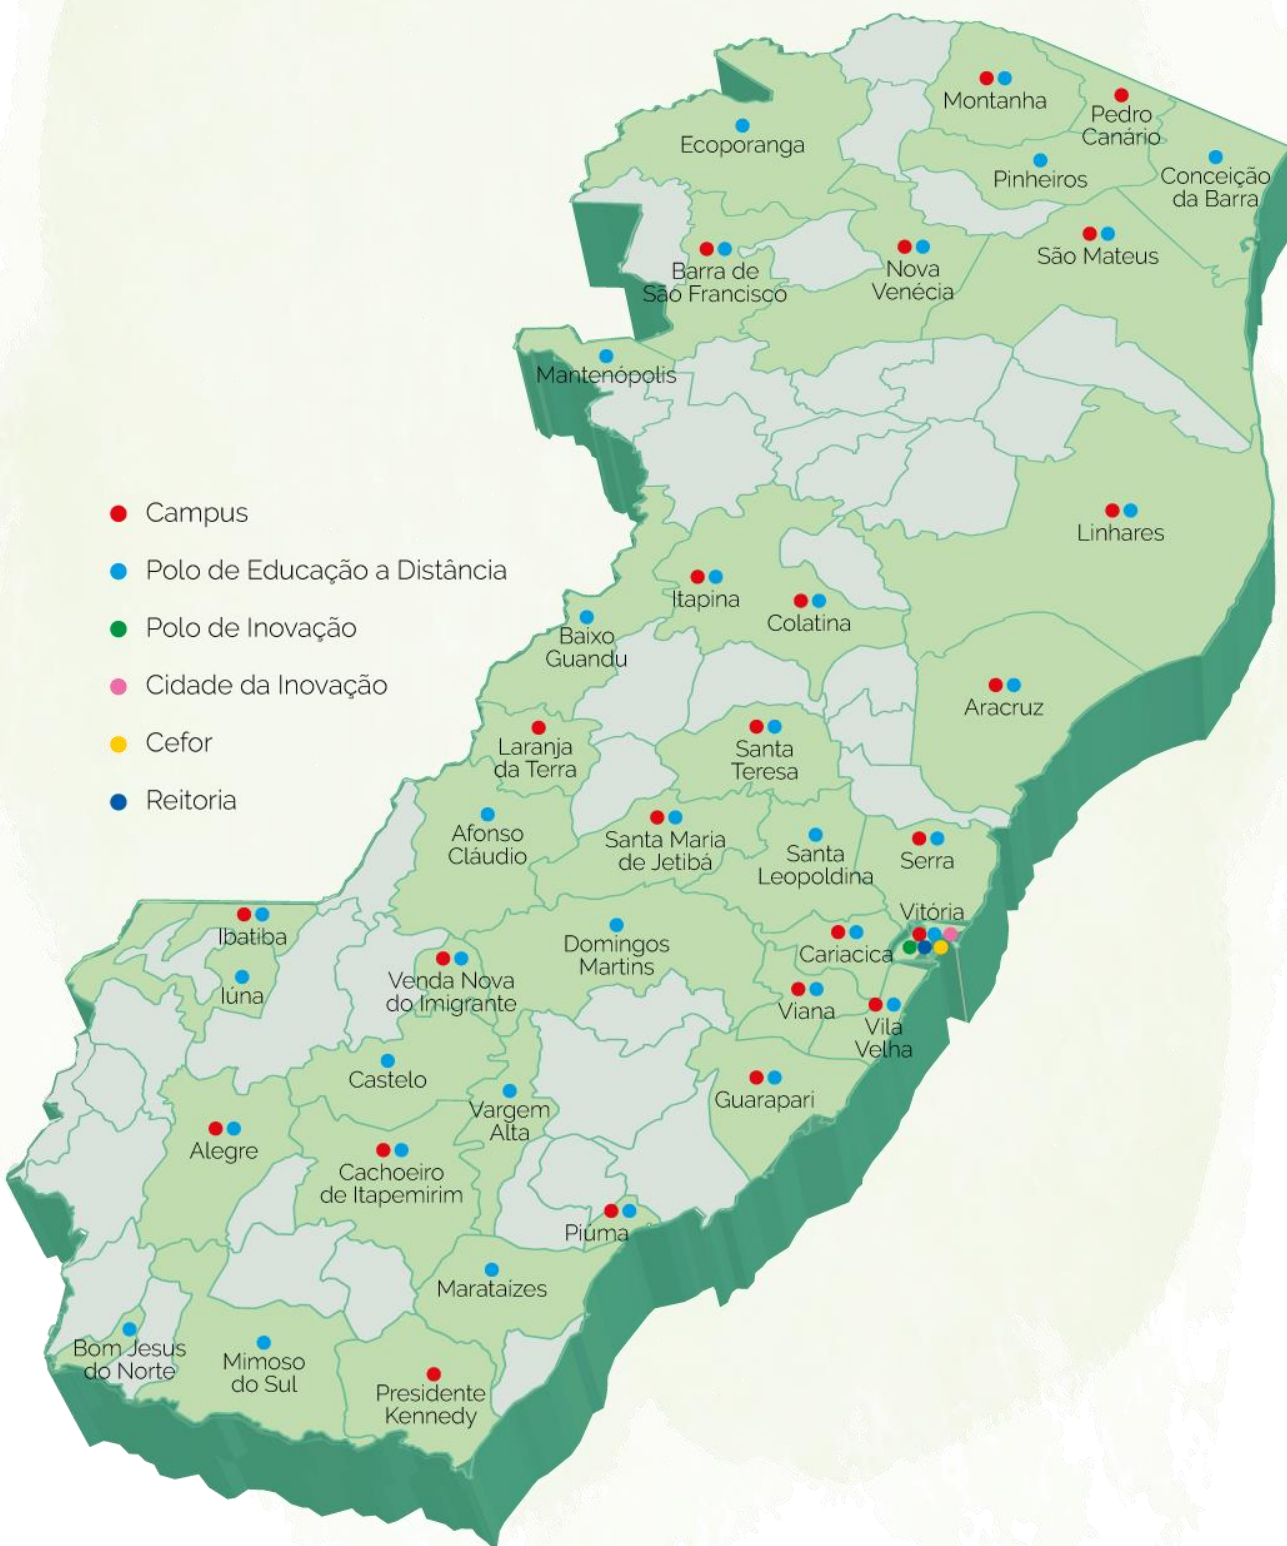 Montanha
Pedro
Canário
Ecoporanga
Pinheiros
Conceição
da Barra
São Mateus
Barra de
São Francisco
Nova
Venécia
Mantenópolis
Campus
Polo de Educação a Distância
Polo de Inovação
Cidade da Inovação
Cefor
Reitoria
Linhares
Itapina
Colatina
Baixo
Guandu
Aracruz
Laranja
da Terra
Santa
Teresa
Afonso
Cláudio
Santa Maria
de Jetibá
Santa
Leopoldina
Serra
Vitória
Ibatiba
Domingos
Martins
Cariacica
Iúna
Venda Nova
do Imigrante
Viana
Vila
Velha
Castelo
Vargem
Alta
Guarapari
Alegre
Cachoeiro
de Itapemirim
Piúma
Marataízes
Bom Jesus
do Norte
Mimoso
do Sul
Presidente
Kennedy